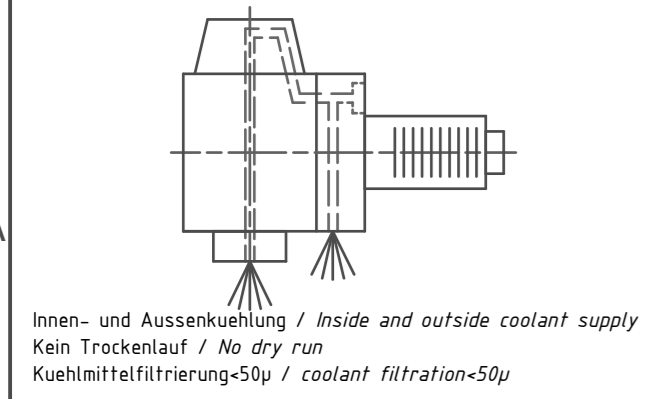 Innen- und Aussenkuehlung / Inside and outside coolant supply
Kein Trockenlauf / No dry run
Kuehlmittelfiltrierung<50µ / coolant filtration<50µ